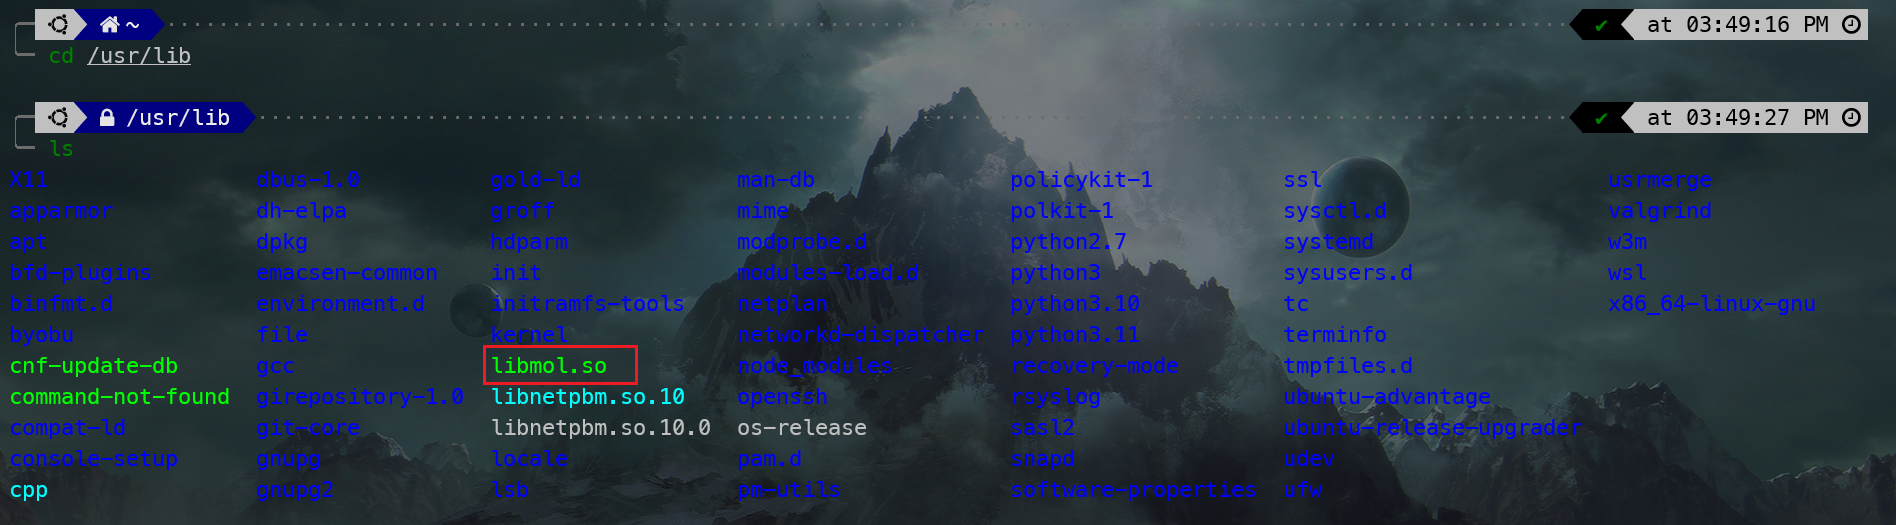 ~ at 03:49:16 PM
cd /usr/lib
/usr/lib at 03:49:27 PM
ls
X11 dbus-1.0 gold-ld man-db policykit-1 ssl usrmerge
apparmor dh-elpa groff mime polkit-1 sysctl.d valgrind
apt dpkg hdparm modprobe.d python2.7 systemd w3m
bfd-plugins emacsen-common init modules-load.d python3 sysusers.d wsl
binfmt.d environment.d initramfs-tools netplan python3.10 tc x86_64-linux-gnu
byobu file kernel networkd-dispatcher python3.11 terminfo
cnf-update-db gcc libmol.so node_modules recovery-mode tmpfiles.d
command-not-found girepository-1.0 libnetpbm.so.10 openssh rsyslog ubuntu-advantage
compat-ld git-core libnetpbm.so.10.0 os-release sasl2 ubuntu-release-upgrader
console-setup gnupg locale pam.d snapd udev
cpp gnupg2 lsb pm-utils software-properties ufw